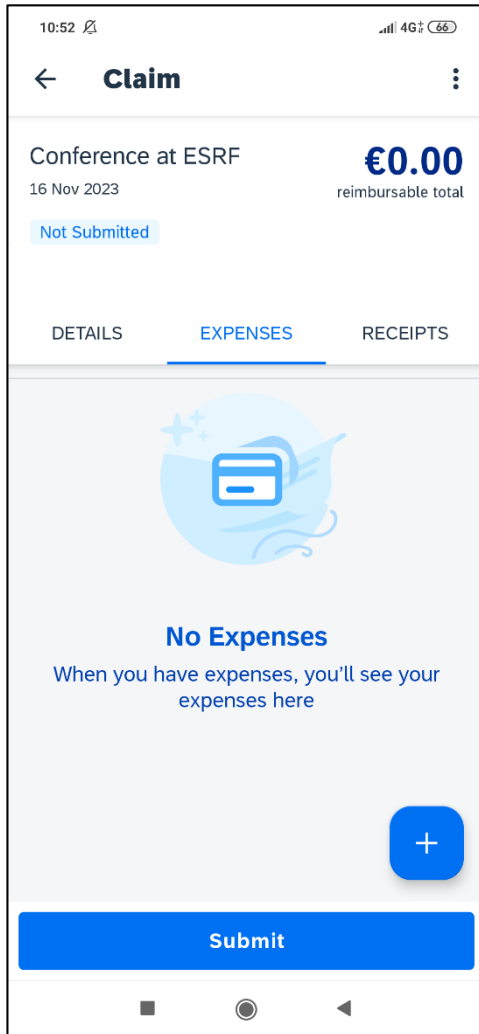 10:52 4G 66
Claim
Conference at ESRF €0.00
16 Nov 2023 reimbursable total
Not Submitted
DETAILS EXPENSES RECEIPTS
No Expenses
When you have expenses, you’ll see your
expenses here
+
Submit